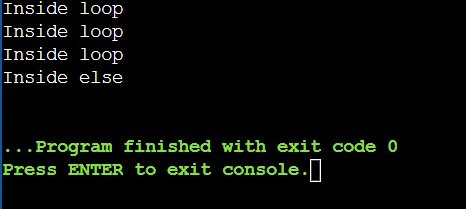 Inside loop
Inside loop
Inside loop
Inside else
...Program finished with exit code 0
Press ENTER to exit console.